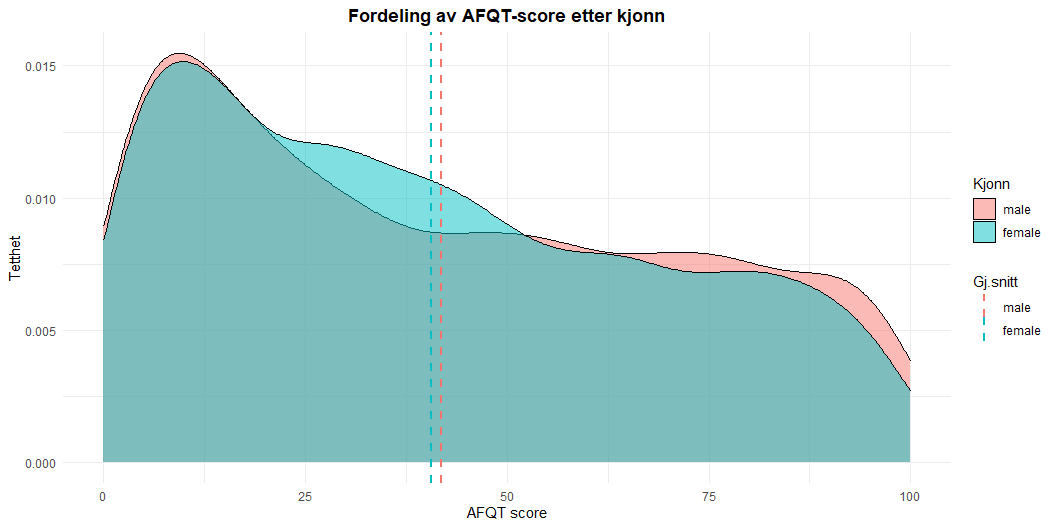 Fordeling av AFQT-score etter kjonn
0.015
0.010
0.005
0.000
Tetthet
0
25
50
75
100
AFQT score
Kjonn
male
female
Gj.snitt
male
female